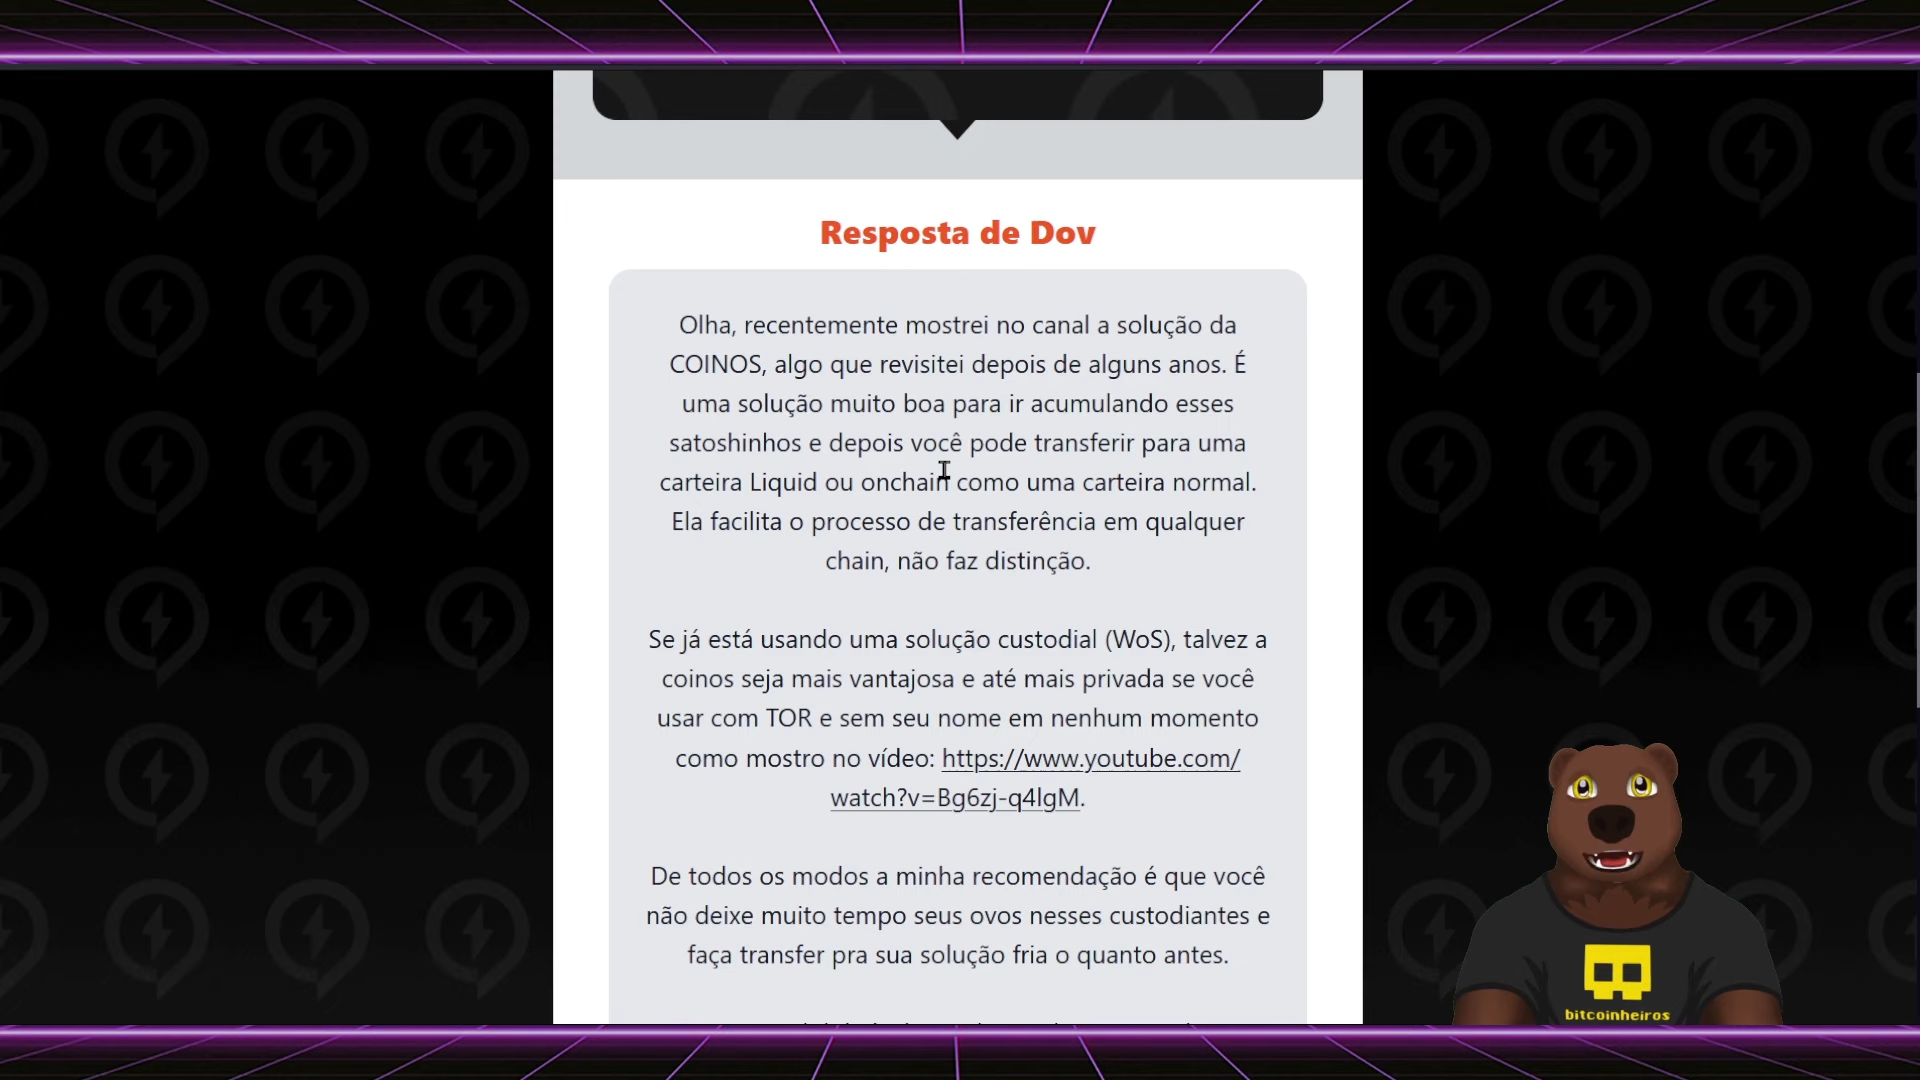 Resposta de Dov
Olha, recentemente mostrei no canal a solução da
COINOS, algo que revisitei depois de alguns anos. É
uma solução muito boa para ir acumulando esses
satoshinhos e depois você pode transferir para uma
carteira Liquid ou onchain como uma carteira normal.
Ela facilita o processo de transferência em qualquer
chain, não faz distinção.
Se já está usando uma solução custodial (WoS), talvez a
coinos seja mais vantajosa e até mais privada se você
usar com TOR e sem seu nome em nenhum momento
como mostro no vídeo: https://www.youtube.com/
watch?v=Bg6zj-q4lgM.
De todos os modos a minha recomendação é que você
não deixe muito tempo seus ovos nesses custodiantes e
faça transfer pra sua solução fria o quanto antes.
bitcoinheiros